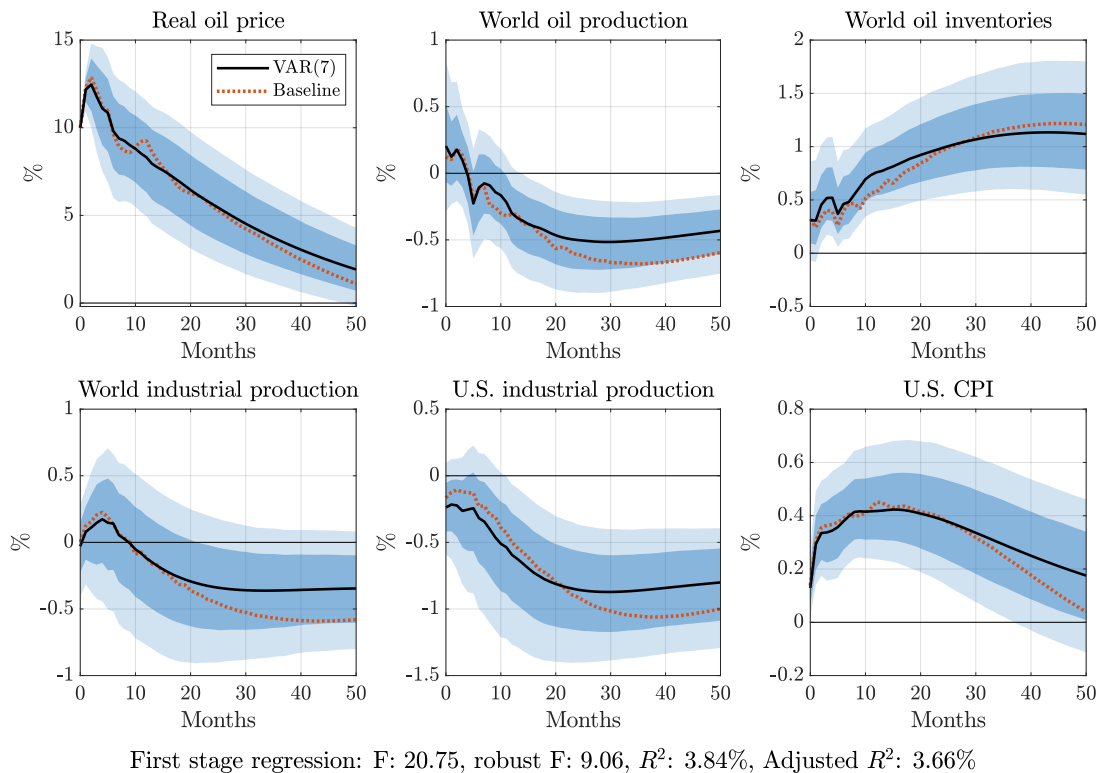 Real oil price
15
10
5
0
%
0 10 20 30 40 50
Months
VAR(7)
Baseline
World oil production
1
0.5
0
-0.5
-1
%
0 10 20 30 40 50
Months
World oil inventories
2
1.5
1
0.5
0
-0.5
%
0 10 20 30 40 50
Months
World industrial production
1
0.5
0
-0.5
-1
%
0 10 20 30 40 50
Months
U.S. industrial production
0.5
0
-0.5
-1
-1.5
%
0 10 20 30 40 50
Months
U.S. CPI
0.8
0.6
0.4
0.2
0
-0.2
%
0 10 20 30 40 50
Months
First stage regression: F: 20.75, robust F: 9.06, R²: 3.84%, Adjusted R²: 3.66%